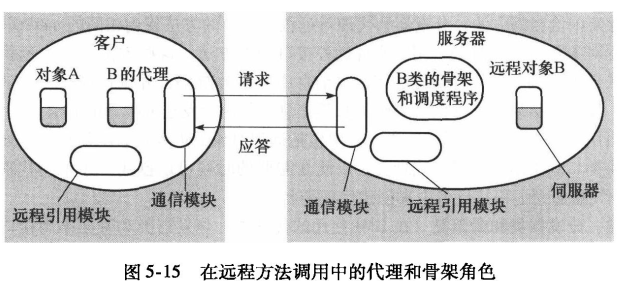 客户
对象A
B的代理
远程引用模块
通信模块
请求
应答
服务器
B类的骨架
和调度程序
远程对象B
通信模块
远程引用模块
伺服器
图5-15 在远程方法调用中的代理和骨架角色